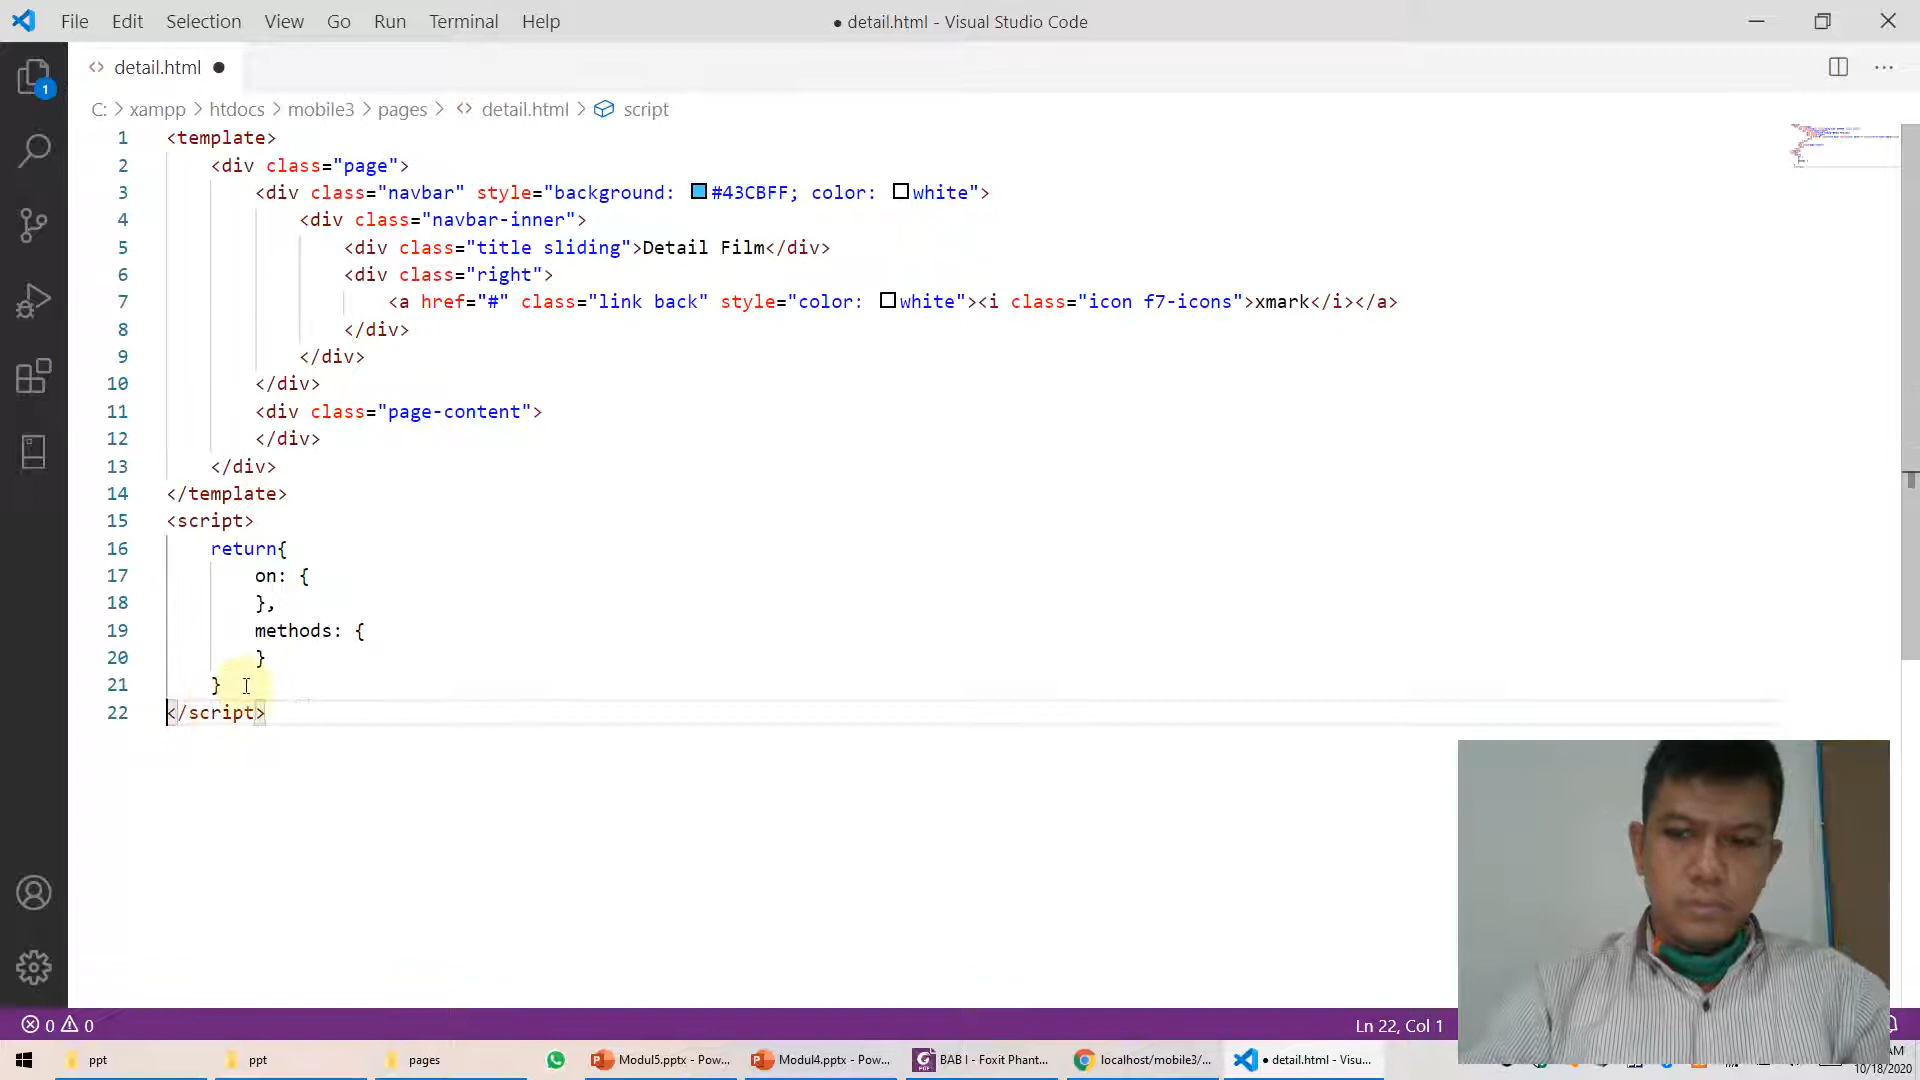 File Edit Selection View Go Run Terminal Help
● detail.html - Visual Studio Code
detail.html ●
1
C: > xampp > htdocs > mobile3 > pages > <> detail.html > script
1 <template>
2 <div class="page">
3 <div class="navbar" style="background: #43CBFF; color: white">
4 <div class="navbar-inner">
5 <div class="title sliding">Detail Film</div>
6 <div class="right">
7 <a href="#" class="link back" style="color: white"><i class="icon f7-icons">xmark</i></a>
8 </div>
9 </div>
10 </div>
11 <div class="page-content">
12 </div>
13 </div>
14 </template>
15 <script>
16 return{
17 on: {
18 },
19 methods: {
20 }
21 }
22 </script>
0 0
Ln 22, Col 1
ppt
ppt
pages
Modul5.pptx - Pow...
Modul4.pptx - Pow...
BAB I - Foxit Phant...
localhost/mobile3/...
● detail.html - Visu...
AM
10/18/2020